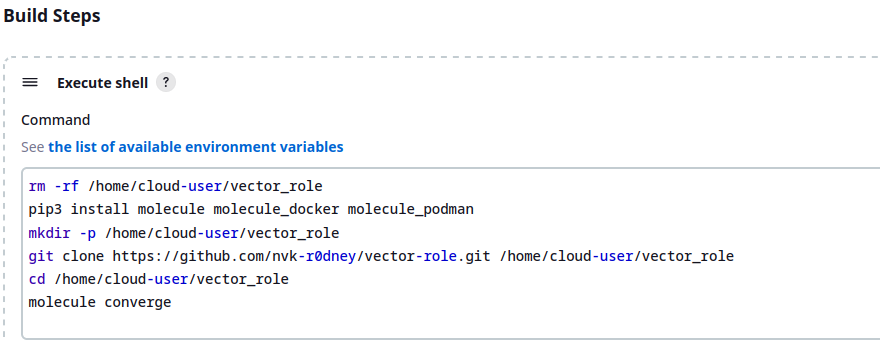 Build Steps
Execute shell ?
Command
See the list of available environment variables
rm -rf /home/cloud-user/vector_role
pip3 install molecule molecule_docker molecule_podman
mkdir -p /home/cloud-user/vector_role
git clone https://github.com/nvk-r0dney/vector-role.git /home/cloud-user/vector_role
cd /home/cloud-user/vector_role
molecule converge